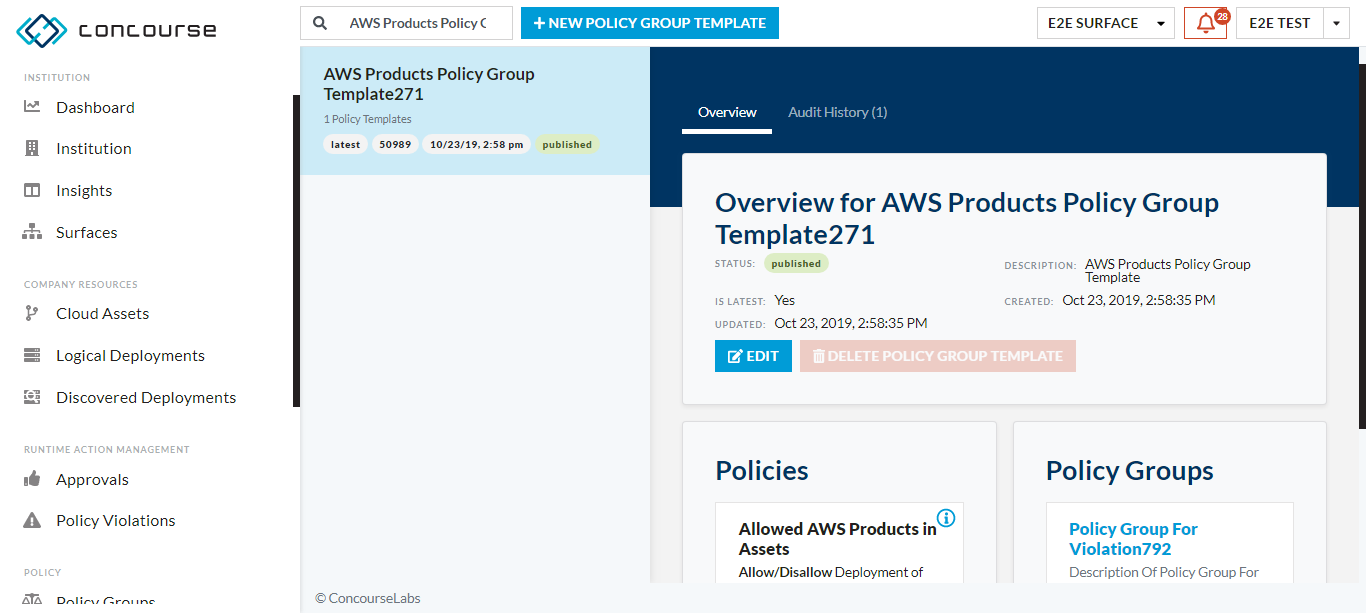 concourse
AWS Products Policy
NEW POLICY GROUP TEMPLATE
E2E SURFACE
28
E2E TEST
INSTITUTION
Dashboard
Institution
Insights
Surfaces
COMPANY RESOURCES
Cloud Assets
Logical Deployments
Discovered Deployments
RUNTIME ACTION MANAGEMENT
Approvals
Policy Violations
POLICY
Policy Groups
AWS Products Policy Group
Template271
1 Policy Templates
latest 50989 10/23/19, 2:58 pm published
Overview Audit History (1)
Overview for AWS Products Policy Group
Template271
STATUS: published
DESCRIPTION: AWS Products Policy Group
Template
IS LATEST: Yes
CREATED: Oct 23, 2019, 2:58:35 PM
UPDATED: Oct 23, 2019, 2:58:35 PM
EDIT DELETE POLICY GROUP TEMPLATE
Policies
Allowed AWS Products in
Assets
Allow/Disallow Deployment of
Policy Groups
Policy Group For
Violation792
Description Of Policy Group For
© ConcourseLabs